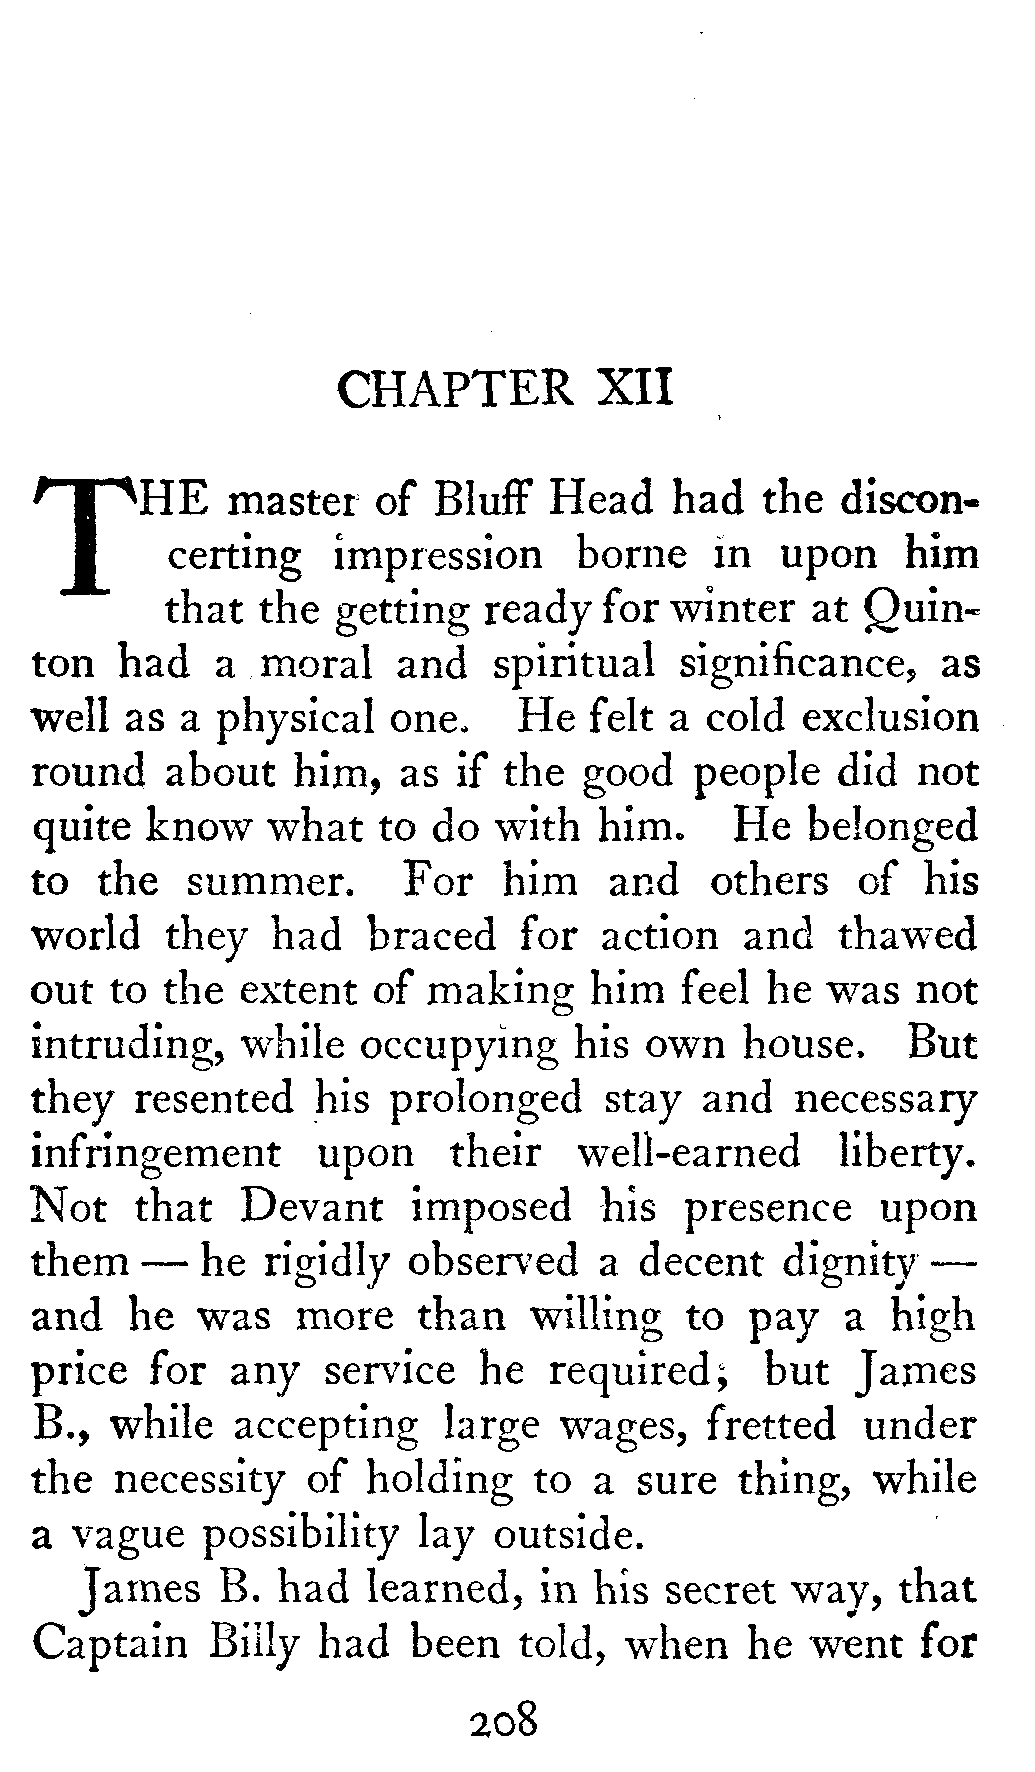 CHAPTER XII
THE master of Bluff Head had the discon-
certing impression borne in upon him
that the getting ready for winter at Quin-
ton had a moral and spiritual significance, as
well as a physical one. He felt a cold exclusion
round about him, as if the good people did not
quite know what to do with him. He belonged
to the summer. For him and others of his
world they had braced for action and thawed
out to the extent of making him feel he was not
intruding, while occupying his own house. But
they resented his prolonged stay and necessary
infringement upon their well-earned liberty.
Not that Devant imposed his presence upon
them — he rigidly observed a decent dignity —
and he was more than willing to pay a high
price for any service he required; but James
B., while accepting large wages, fretted under
the necessity of holding to a sure thing, while
a vague possibility lay outside.
James B. had learned, in his secret way, that
Captain Billy had been told, when he went for
208